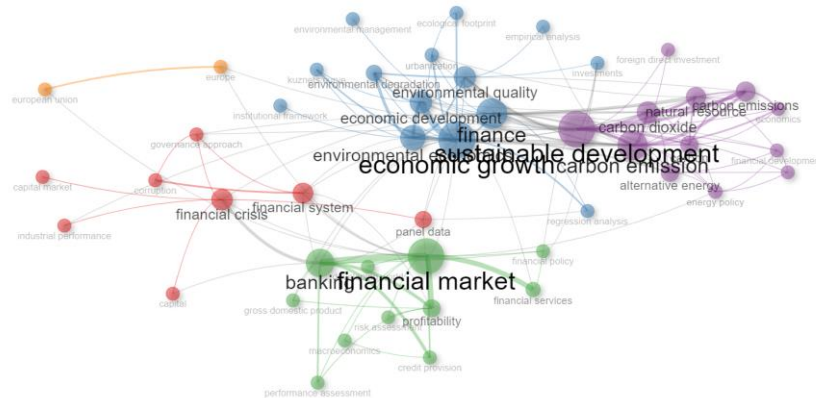 environmental management
ecological footprint
empirical analysis
urbanization
foreign direct investment
europe
kuznets curve
environmental degradation
investments
environmental quality
european union
institutional framework
economic development
natural resource
carbon emissions
economics
finance
carbon dioxide
governance approach
environmental
sustainable development
financial development
economic growth
carbon emission
capital market
corruption
alternative energy
energy policy
financial crisis
financial system
regression analysis
industrial performance
panel data
financial policy
banking
financial market
capital
financial services
gross domestic product
profitability
risk assessment
macroeconomics
credit provision
performance assessment